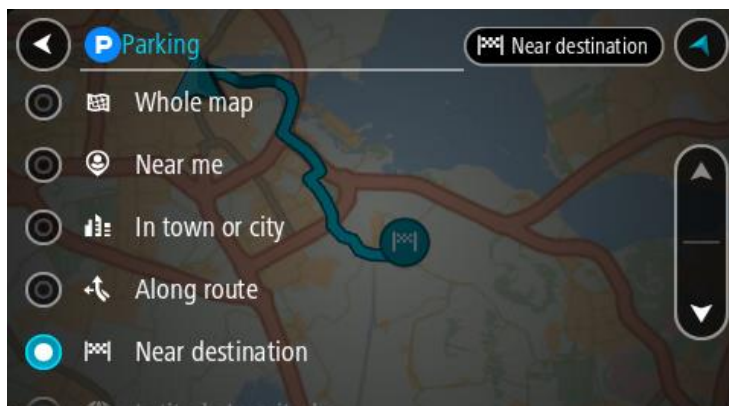 P Parking
Near destination
Whole map
Near me
In town or city
Along route
Near destination